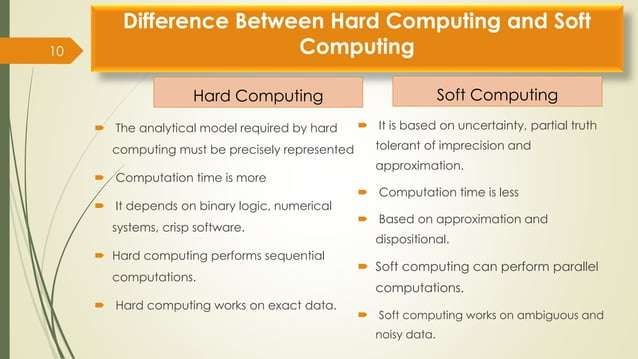 Difference Between Hard Computing and Soft
Computing
10
Hard Computing
The analytical model required by hard
computing must be precisely represented
Computation time is more
It depends on binary logic, numerical
systems, crisp software.
Hard computing performs sequential
computations.
Hard computing works on exact data.
Soft Computing
It is based on uncertainty, partial truth
tolerant of imprecision and
approximation.
Computation time is less
Based on approximation and
dispositional.
Soft computing can perform parallel
computations.
Soft computing works on ambiguous and
noisy data.